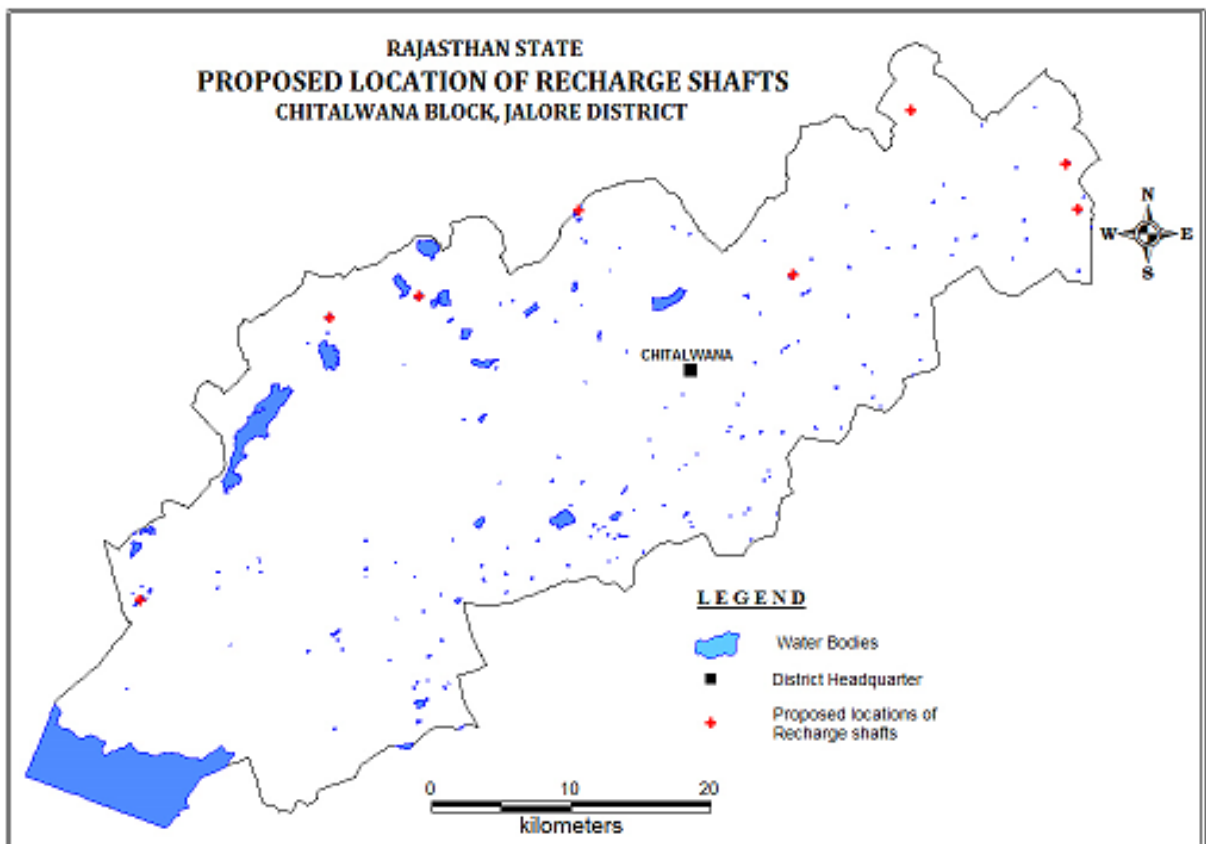 RAJASTHAN STATE
PROPOSED LOCATION OF RECHARGE SHAFTS
CHITALWANA BLOCK, JALORE DISTRICT
N
W E
S
CHITALWANA
LEGEND
Water Bodies
District Headquarter
Proposed locations of
Recharge shafts
0 10 20
kilometers